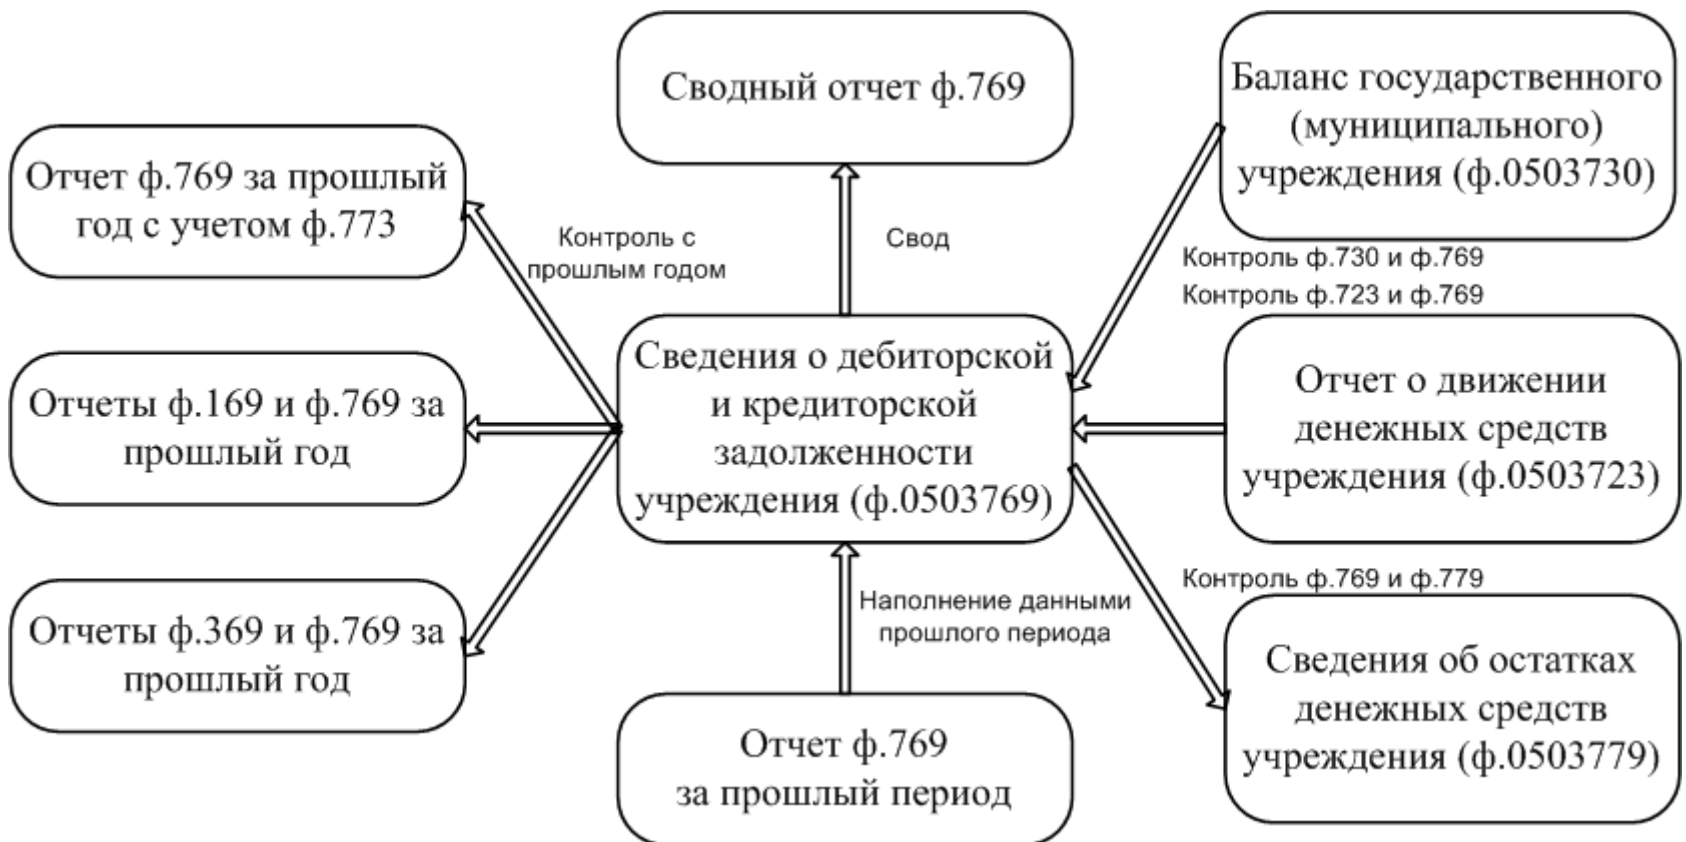 Сводный отчет ф.769
Баланс государственного
(муниципального)
учреждения (ф.0503730)
Отчет ф.769 за прошлый
год с учетом ф.773
Контроль с
прошлым годом
Свод
Контроль ф.730 и ф.769
Контроль ф.723 и ф.769
Отчеты ф.169 и ф.769 за
прошлый год
Сведения о дебиторской
и кредиторской
задолженности
учреждения (ф.0503769)
Отчет о движении
денежных средств
учреждения (ф.0503723)
Отчеты ф.369 и ф.769 за
прошлый год
Наполнение данными
прошлого периода
Контроль ф.769 и ф.779
Сведения об остатках
денежных средств
учреждения (ф.0503779)
Отчет ф.769
за прошлый период